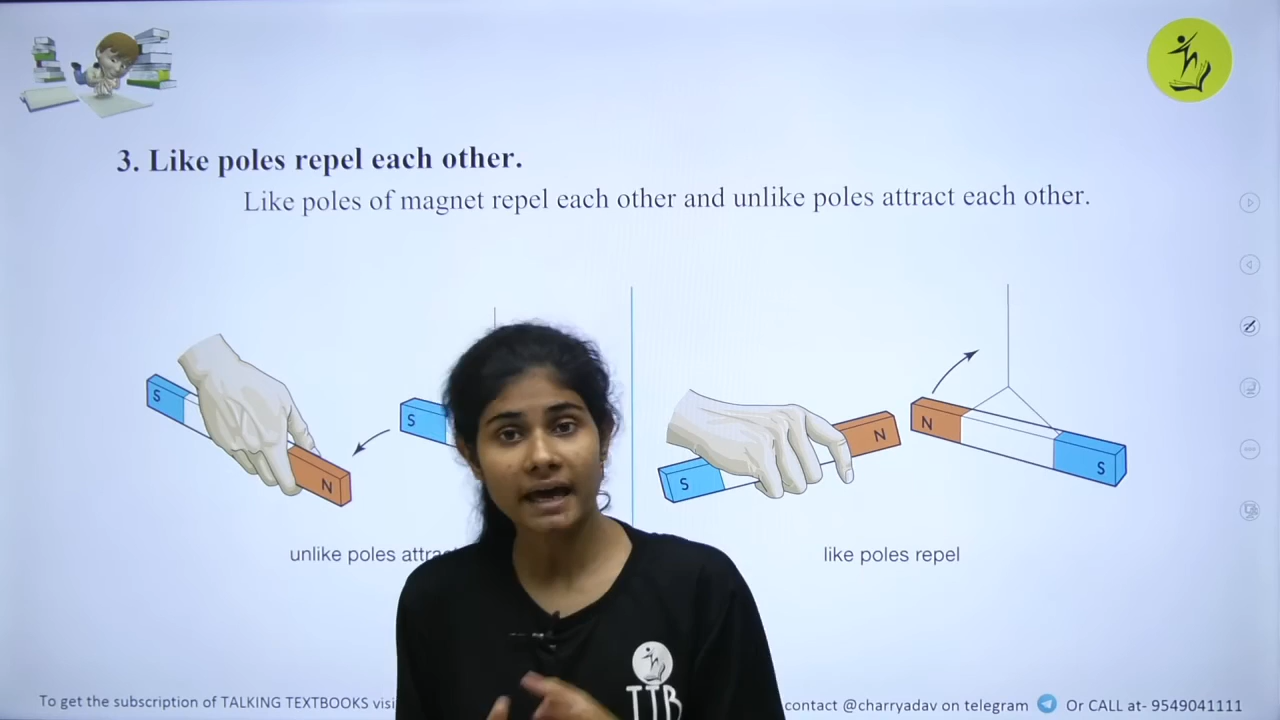 3. Like poles repel each other.
Like poles of magnet repel each other and unlike poles attract each other.
S
N
S
S
N
N
S
unlike poles
like poles repel
TTB
To get the subscription of TALKING TEXTBOOKS
contact @charryadav on telegram Or CALL at- 9549041111